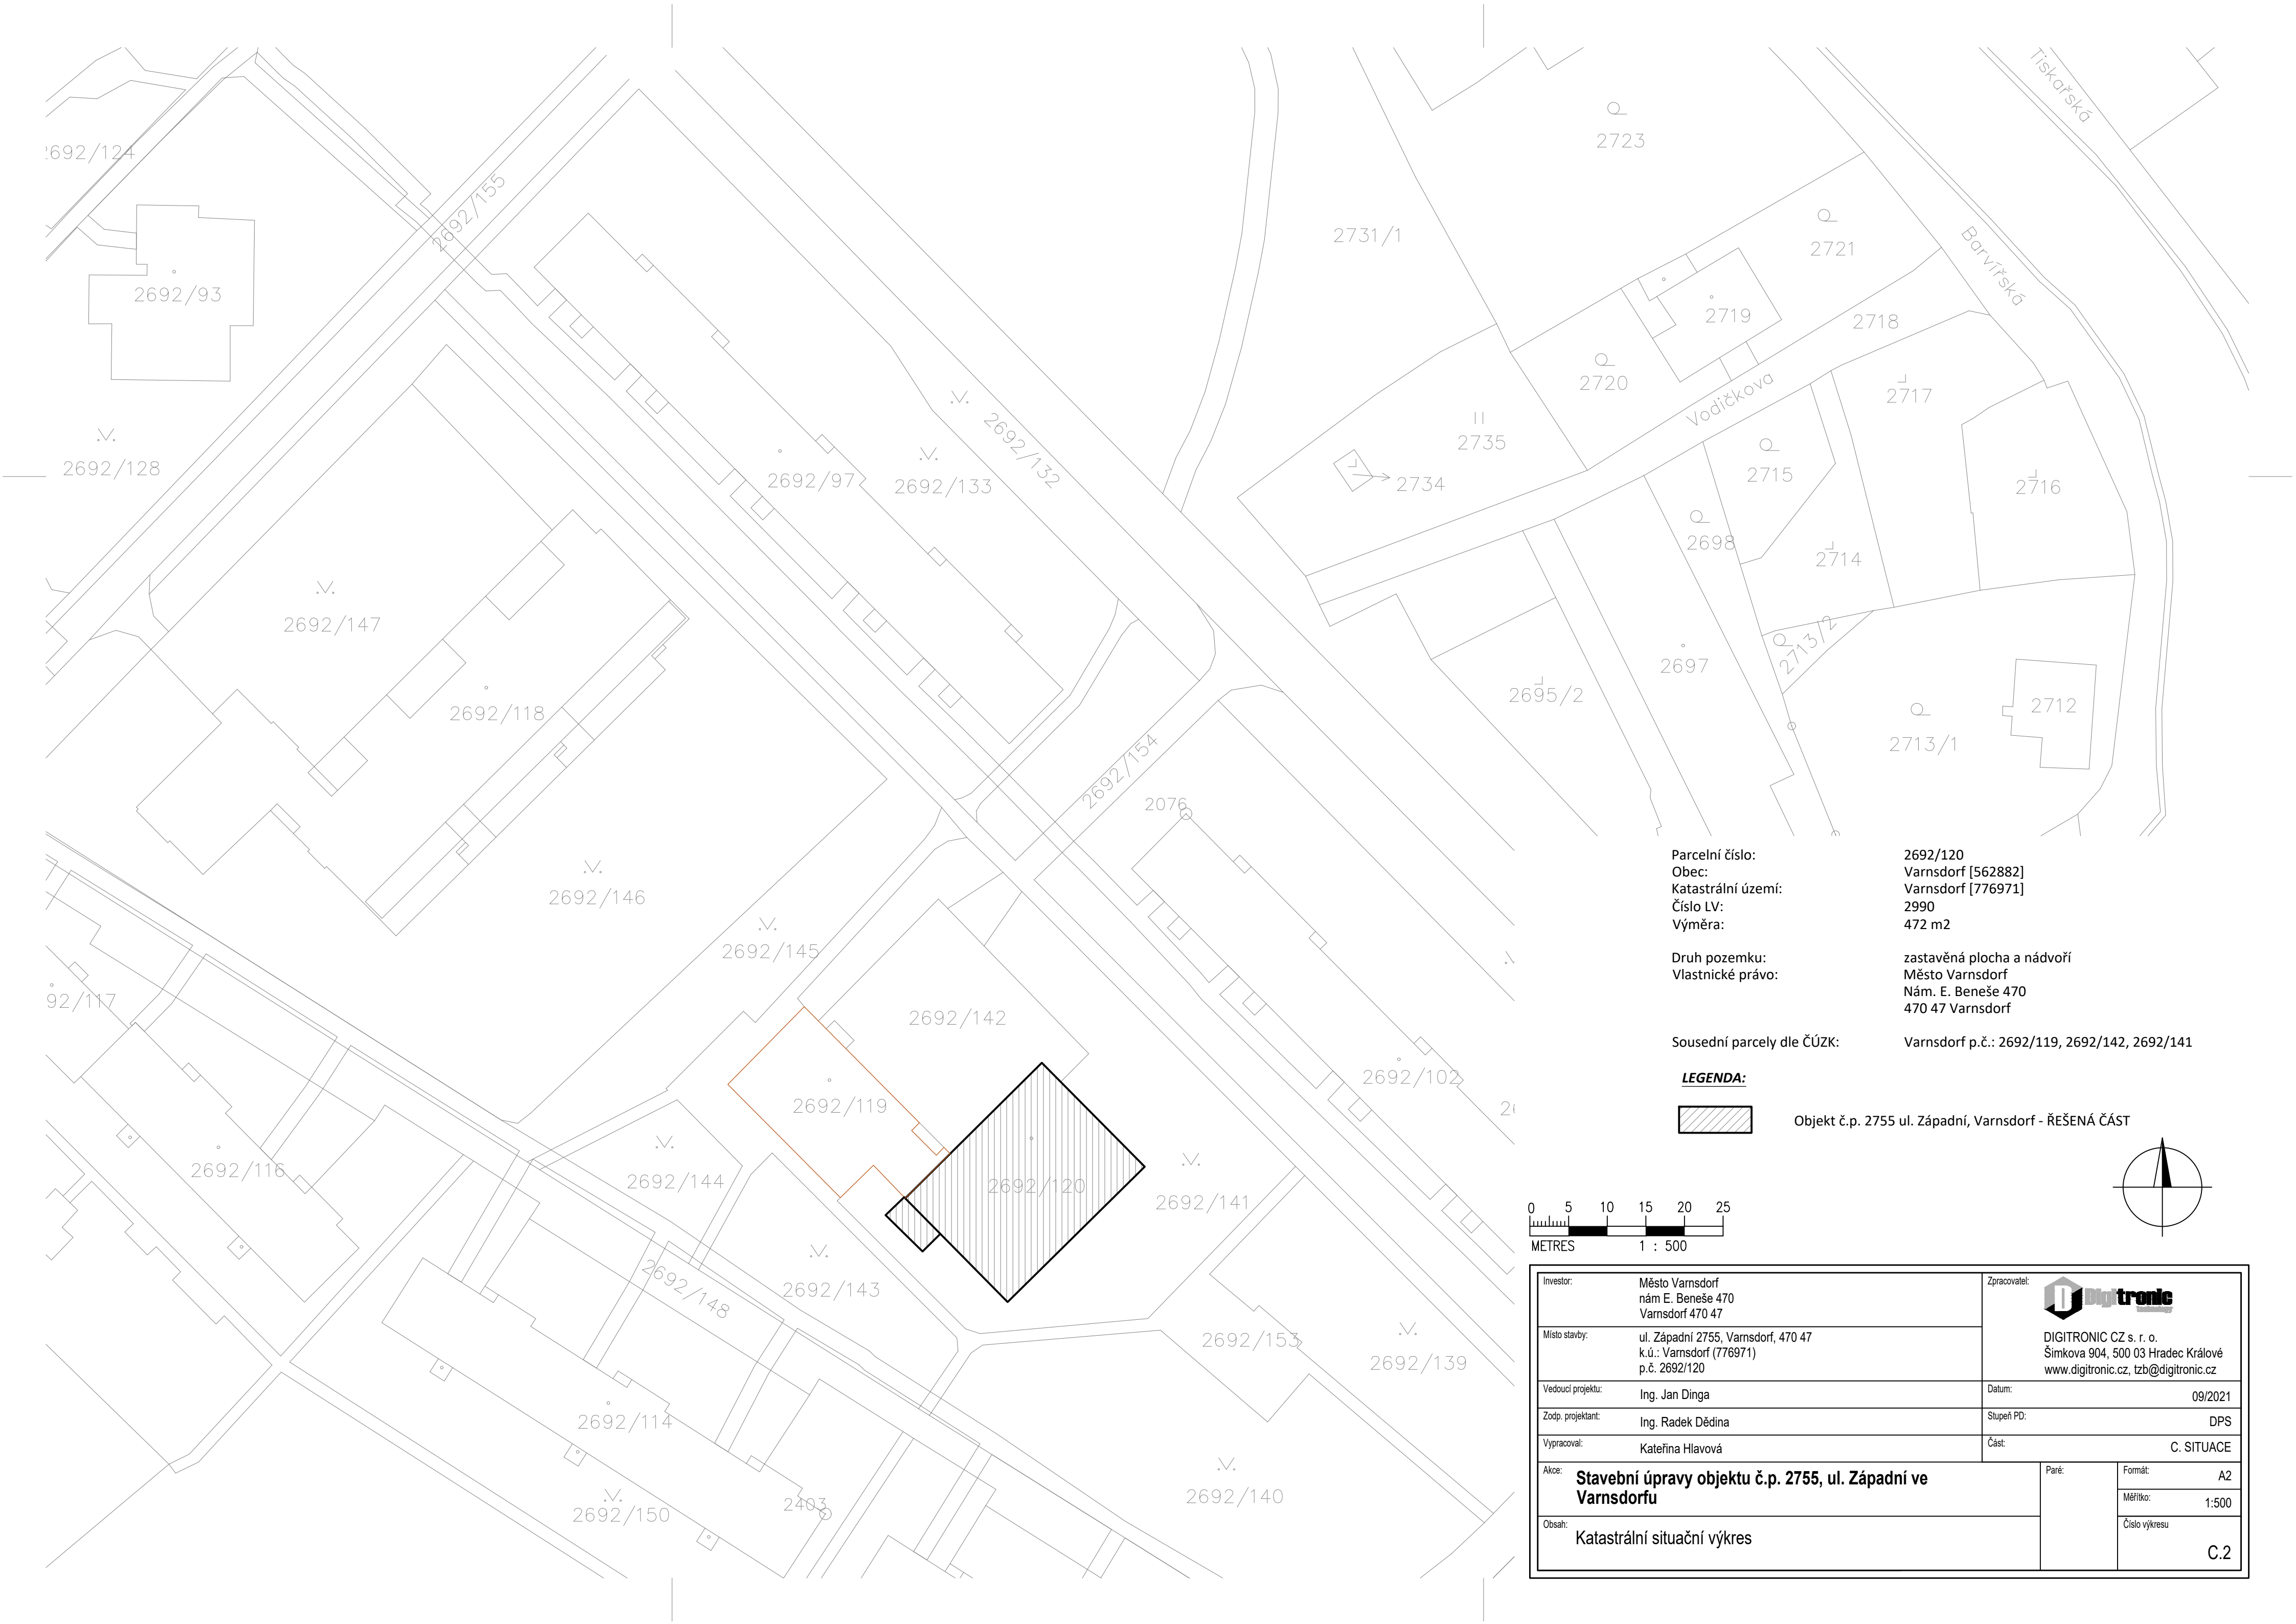 Tiskařská
2723
2692/124
2692/155
2731/1
2721
Barvířská
2692/93
2719
2718
2720
Vodičkova
2717
2692/132
2735
2692/128
2692/97
2692/133
2734
2715
2716
2698
2714
2692/147
2713/2
2697
2695/2
2692/118
2712
2713/1
2692/154
2076
2692/146
2692/145
92/117
2692/142
2692/102
2692/119
2692/116
2692/144
2692/120
2692/141
2692/148
2692/143
2692/153
2692/139
2692/114
2692/140
2403
2692/150
Parcelní číslo: 2692/120
Obec: Varnsdorf [562882]
Katastrální území: Varnsdorf [776971]
Číslo LV: 2990
Výměra: 472 m2
Druh pozemku: zastavěná plocha a nádvoří
Vlastnické právo: Město Varnsdorf
Nám. E. Beneše 470
470 47 Varnsdorf
Sousední parcely dle ČÚZK: Varnsdorf p.č.: 2692/119, 2692/142, 2692/141
LEGENDA:
Objekt č.p. 2755 ul. Západní, Varnsdorf - ŘEŠENÁ ČÁST
0 5 10 15 20 25
METRES 1 : 500
Investor: Město Varnsdorf
nám E. Beneše 470
Varnsdorf 470 47
Zpracovatel:
Digitronic
technology
DIGITRONIC CZ s. r. o.
Šimkova 904, 500 03 Hradec Králové
www.digitronic.cz, tzb@digitronic.cz
Místo stavby: ul. Západní 2755, Varnsdorf, 470 47
k.ú.: Varnsdorf (776971)
p.č. 2692/120
Vedoucí projektu: Ing. Jan Dinga
Datum: 09/2021
Zodp. projektant: Ing. Radek Dědina
Stupeň PD: DPS
Vypracoval: Kateřina Hlavová
Část: C. SITUACE
Akce: Stavební úpravy objektu č.p. 2755, ul. Západní ve
Varnsdorfu
Paré:
Formát: A2
Měřítko: 1:500
Obsah: Katastrální situační výkres
Číslo výkresu
C.2